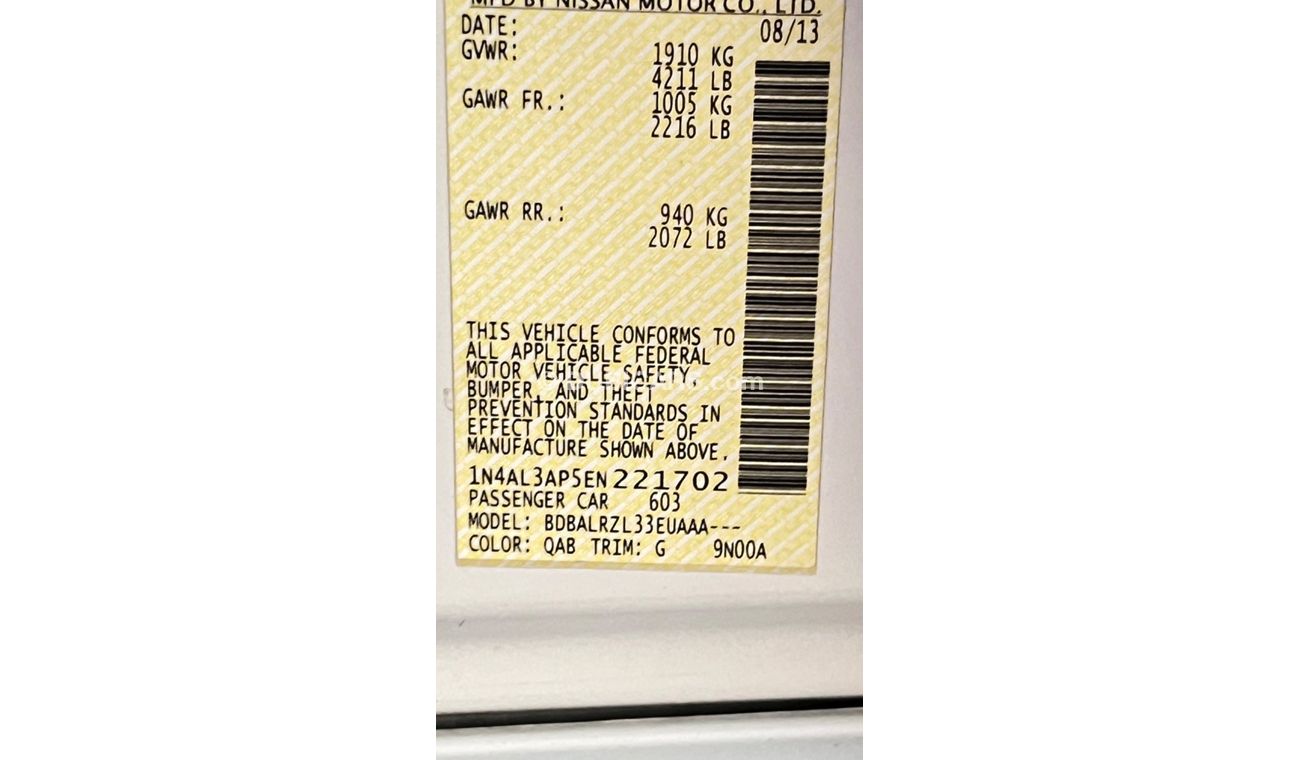 MFD BY NISSAN MOTOR CO., LTD.
DATE: 08/13
GVWR: 1910 KG
4211 LB
GAWR FR.: 1005 KG
2216 LB
GAWR RR.: 940 KG
2072 LB
THIS VEHICLE CONFORMS TO
ALL APPLICABLE FEDERAL
MOTOR VEHICLE SAFETY,
BUMPER, AND THEFT
PREVENTION STANDARDS IN
EFFECT ON THE DATE OF
MANUFACTURE SHOWN ABOVE.
1N4AL3AP5EN221702
PASSENGER CAR 603
MODEL: BDBALRZL33EUAAA---
COLOR: QAB TRIM: G 9N00A